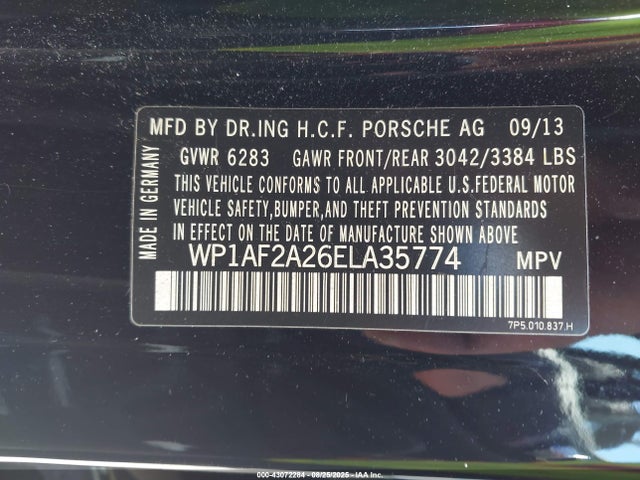 MFD BY DR.ING H.C.F. PORSCHE AG 09/13
GVWR 6283 GAWR FRONT/REAR 3042/3384 LBS
THIS VEHICLE CONFORMS TO ALL APPLICABLE U.S.FEDERAL MOTOR
VEHICLE SAFETY,BUMPER,AND THEFT PREVENTION STANDARDS
IN EFFECT ON THE DATE OF MANUFACTURE SHOWN ABOVE.
WP1AF2A26ELA35774 MPV
MADE IN GERMANY
7P5.010.837.H
© 43072284 - 08/25/2025 - IAA Inc.